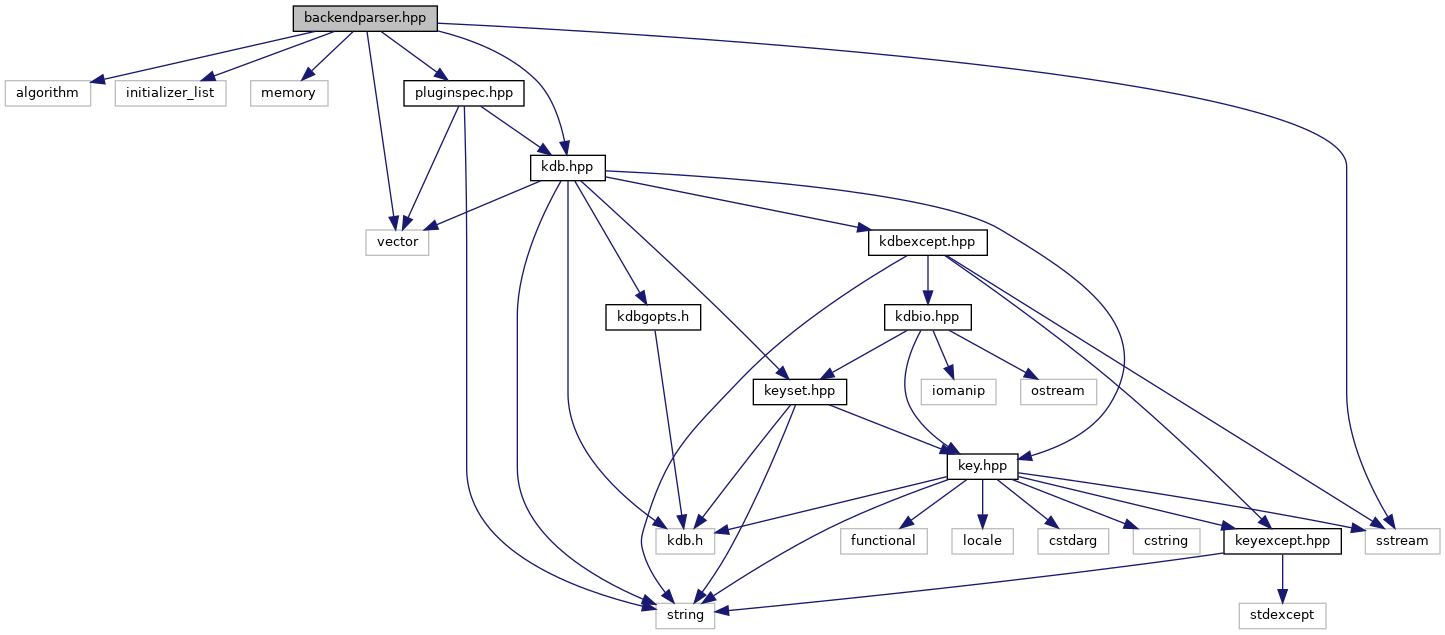 backendparser.hpp
algorithm
initializer_list
memory
pluginspec.hpp
kdb.hpp
vector
kdbexcept.hpp
kdbgopts.h
kdbio.hpp
keyset.hpp
iomanip
ostream
key.hpp
kdb.h
functional
locale
cstdarg
cstring
keyexcept.hpp
sstream
string
stdexcept